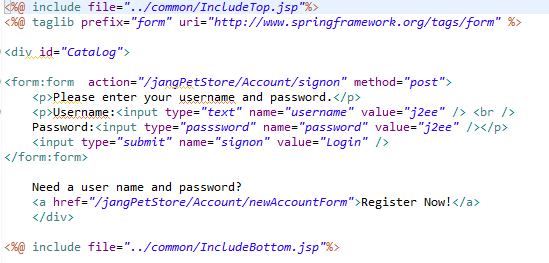 <%@ include file="../common/IncludeTop.jsp"%>
<%@ taglib prefix="form" uri="http://www.springframework.org/tags/form" %>
<div id="Catalog">
<form:form  action="/jangPetStore/Account/signon" method="post">
<p>Please enter your username and password.</p>
<p>Username:<input type="text" name="username" value="j2ee" /> <br />
Password:<input type="passsword" name="password" value="j2ee" /></p>
<input type="submit" name="signon" value="Login" />
</form:form>
Need a user name and password?
<a href="/jangPetStore/Account/newAccountForm">Register Now!</a>
</div>
<%@ include file="../common/IncludeBottom.jsp"%>